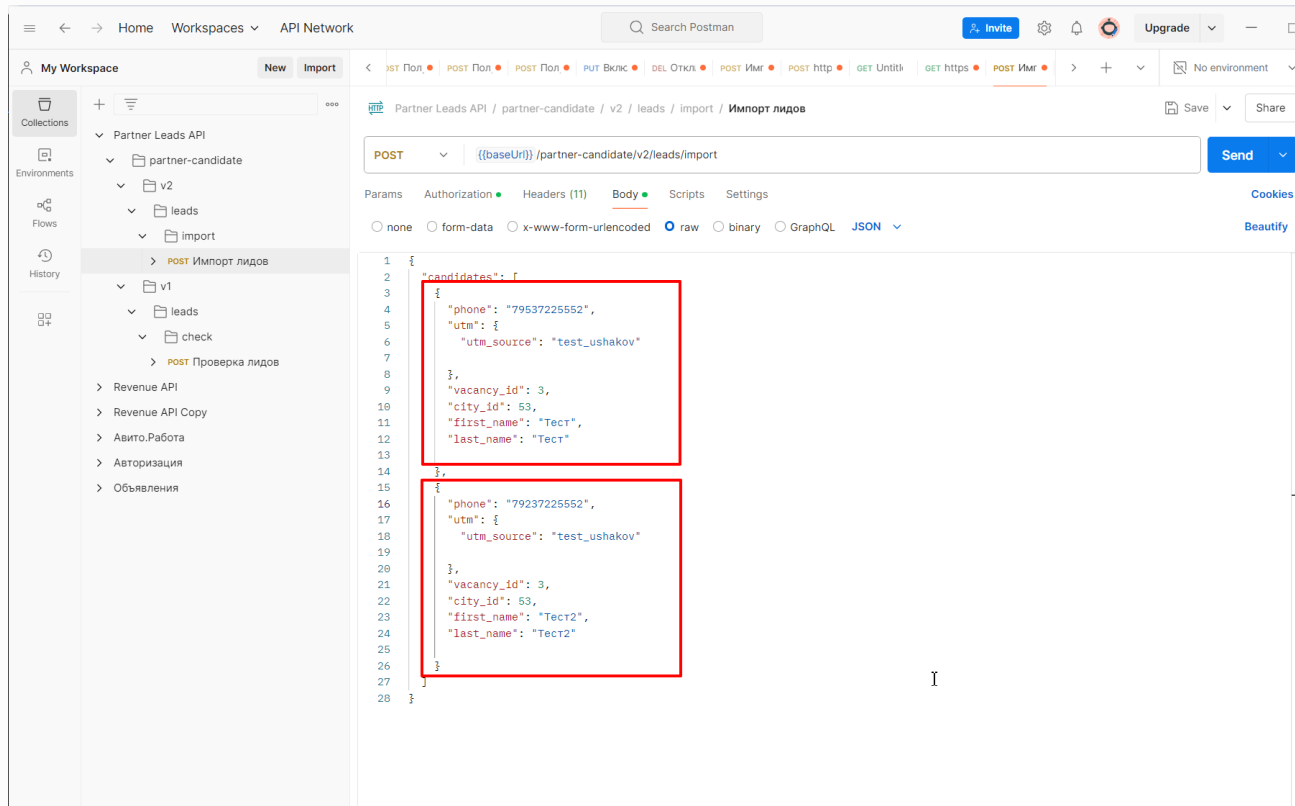 Home Workspaces API Network Search Postman Invite Upgrade
My Workspace New Import
ЭST Пол POST Пол POST Пол PUT Вклю DEL Откл POST Имг POST http GET Untitle GET https POST Имг No environment
Collections
Environments
Flows
History
Partner Leads API
partner-candidate
v2
leads
import
POST Импорт лидов
v1
leads
check
POST Проверка лидов
Revenue API
Revenue API Copy
Авито.Работа
Авторизация
Объявления
HTTP Partner Leads API / partner-candidate / v2 / leads / import / Импорт лидов Save Share
POST {{baseUrl}} /partner-candidate/v2/leads/import Send
Params Authorization Headers (11) Body Scripts Settings Cookies
none form-data x-www-form-urlencoded raw binary GraphQL JSON Beautify
1 {
2 "candidates": [
3 {
4 "phone": "79537225552",
5 "utm": {
6 "utm_source": "test_ushakov"
7
8 },
9 "vacancy_id": 3,
10 "city_id": 53,
11 "first_name": "Тест",
12 "last_name": "Тест"
13
14 },
15 {
16 "phone": "79237225552",
17 "utm": {
18 "utm_source": "test_ushakov"
19
20 },
21 "vacancy_id": 3,
22 "city_id": 53,
23 "first_name": "Тест2",
24 "last_name": "Тест2"
25
26 }
27 ]
28 }